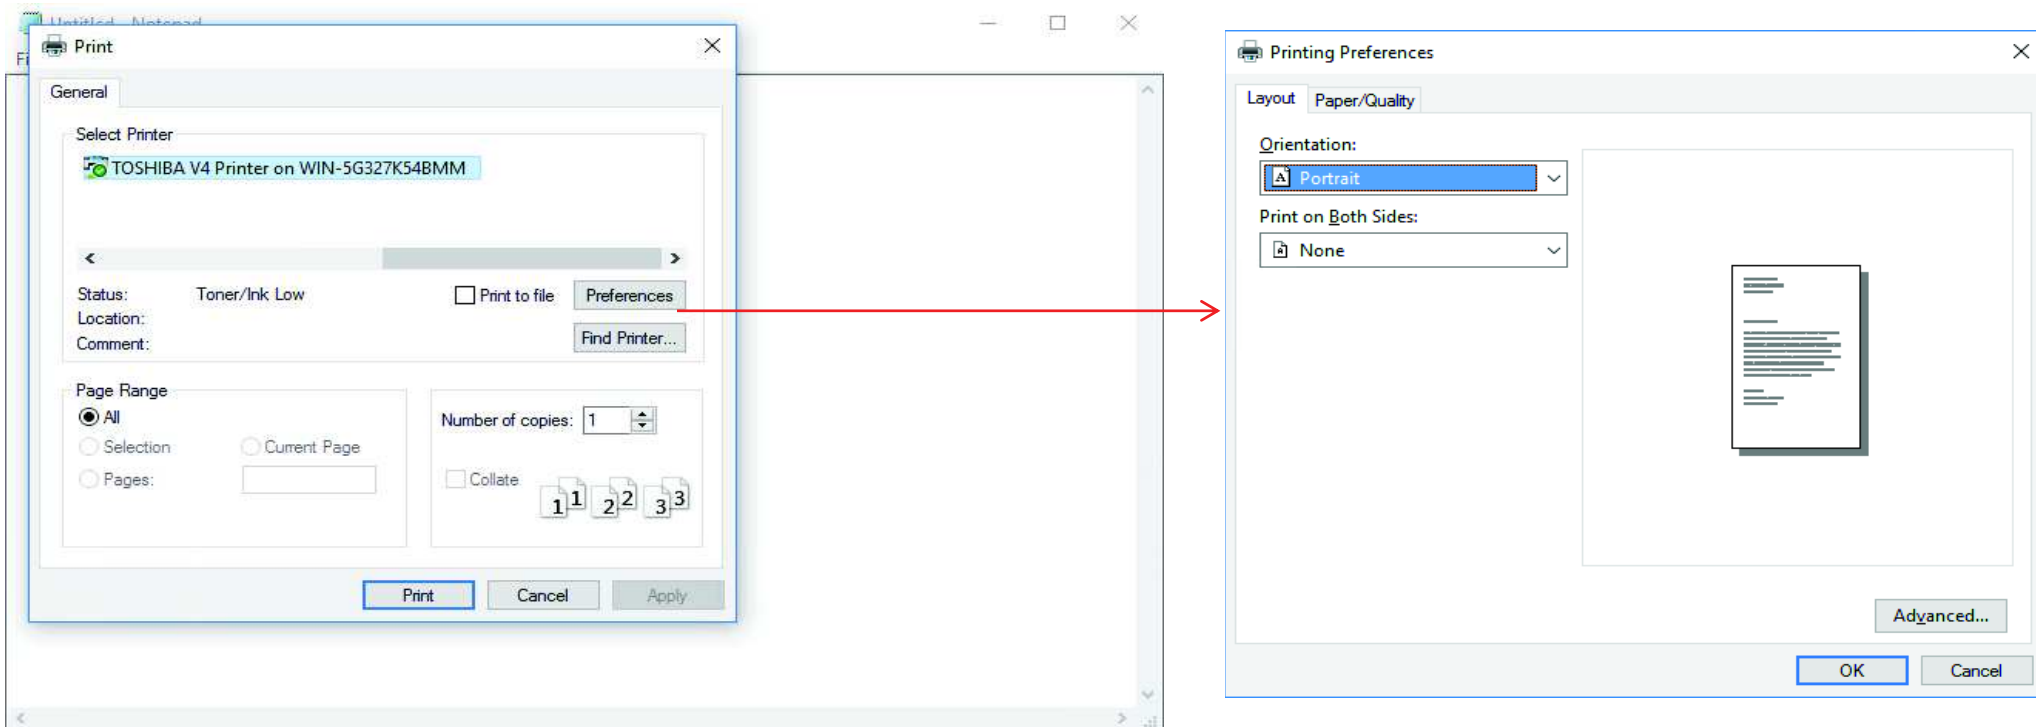 Untitled - Notepad
Print
General
Select Printer
TOSHIBA V4 Printer on WIN-5G327K54BMM
Status: Toner/Ink Low
Print to file
Preferences
Location:
Comment:
Find Printer...
Page Range
All
Selection
Current Page
Pages:
Number of copies: 1
Collate
1 1 2 2 3 3
Print
Cancel
Apply
Printing Preferences
Layout
Paper/Quality
Orientation:
A Portrait
Print on Both Sides:
None
Advanced...
OK
Cancel